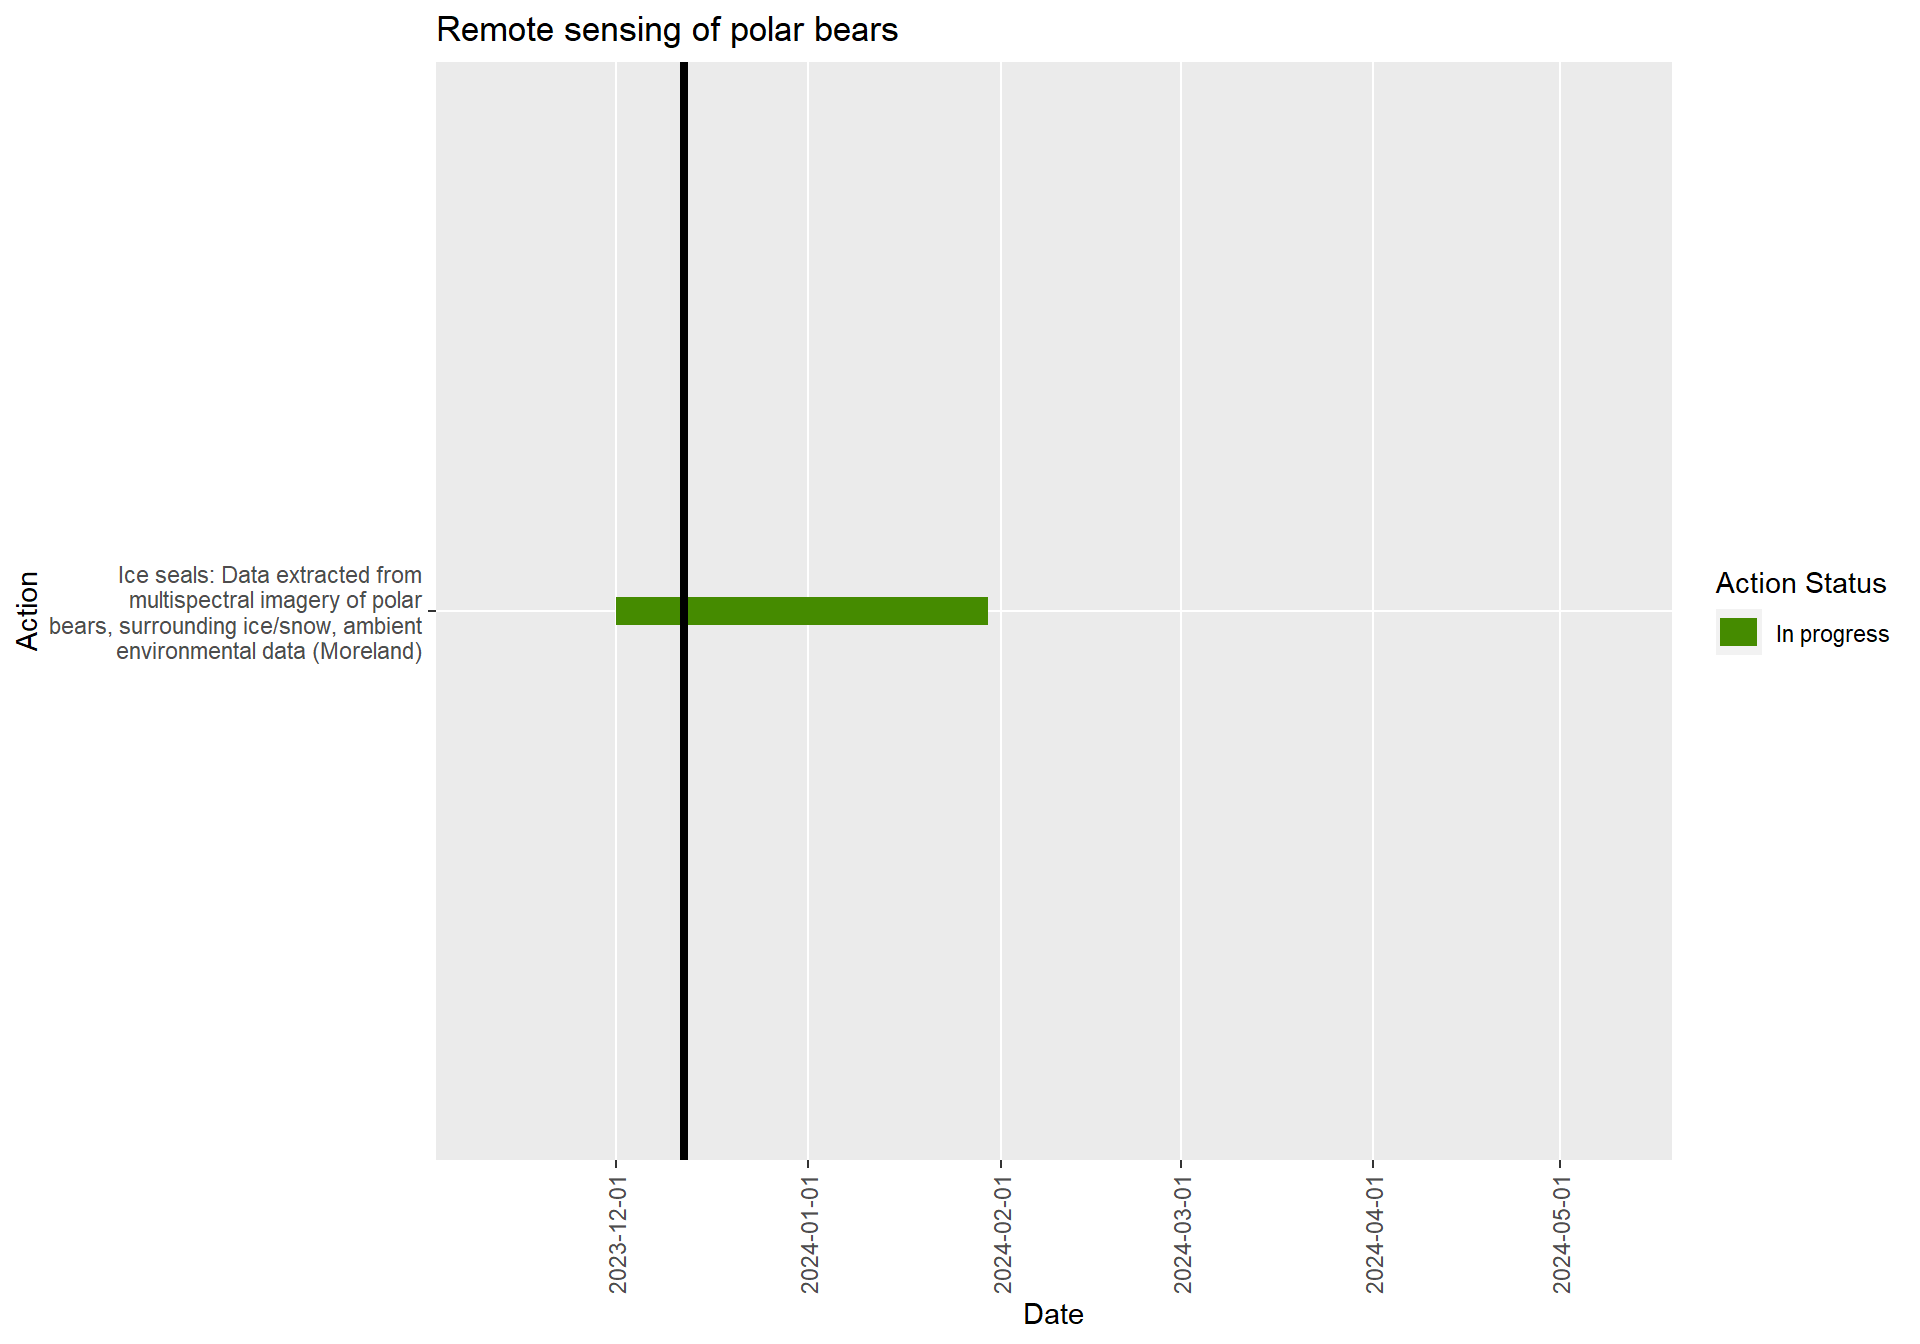 Remote sensing of polar bears
Action
Ice seals: Data extracted from
multispectral imagery of polar
bears, surrounding ice/snow, ambient
environmental data (Moreland)
Action Status
In progress
2023-12-01
2024-01-01
2024-02-01
2024-03-01
2024-04-01
2024-05-01
Date